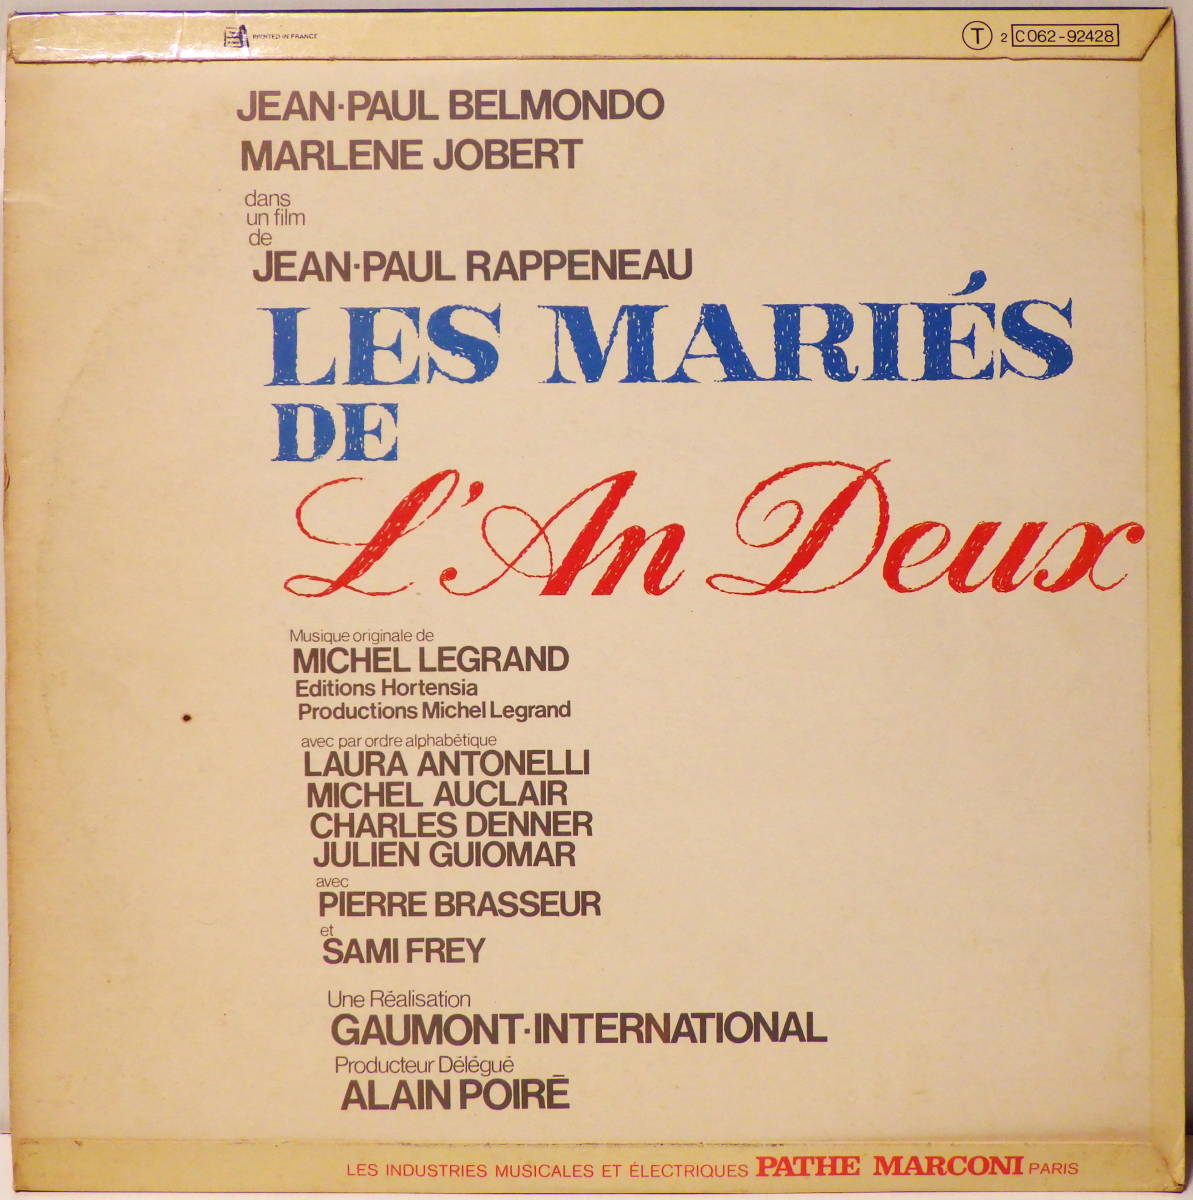 PRINTED IN FRANCE
T 2 C 062-92428
JEAN-PAUL BELMONDO
MARLENE JOBERT
dans
un film
de
JEAN-PAUL RAPPENEAU
LES MARIÉS
DE
L'An Deux
Musique originale de
MICHEL LEGRAND
Editions Hortensia
Productions Michel Legrand
avec par ordre alphabêtique
LAURA ANTONELLI
MICHEL AUCLAIR
CHARLES DENNER
JULIEN GUIOMAR
avec
PIERRE BRASSEUR
et
SAMI FREY
Une Réalisation
GAUMONT-INTERNATIONAL
Producteur Délégué
ALAIN POIRÉ
LES INDUSTRIES MUSICALES ET ÉLECTRIQUES PATHE MARCONI PARIS